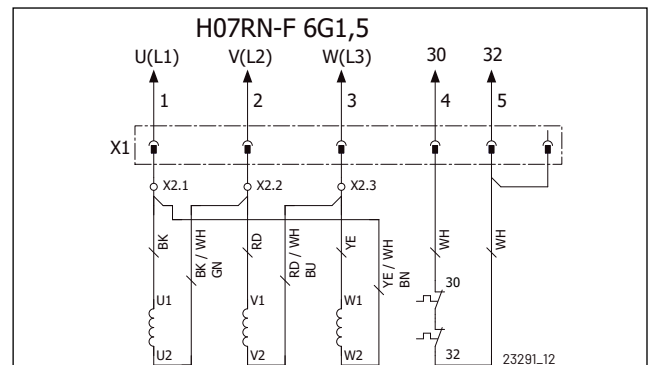 H07RN-F 6G1,5
U(L1) V(L2) W(L3) 30 32
1 2 3 4 5
X1
X2.1 X2.2 X2.3
BK BK / WH GN RD RD / WH BU YE YE / WH BN WH WH
U1 V1 W1 30
U2 V2 W2 32
23291_12